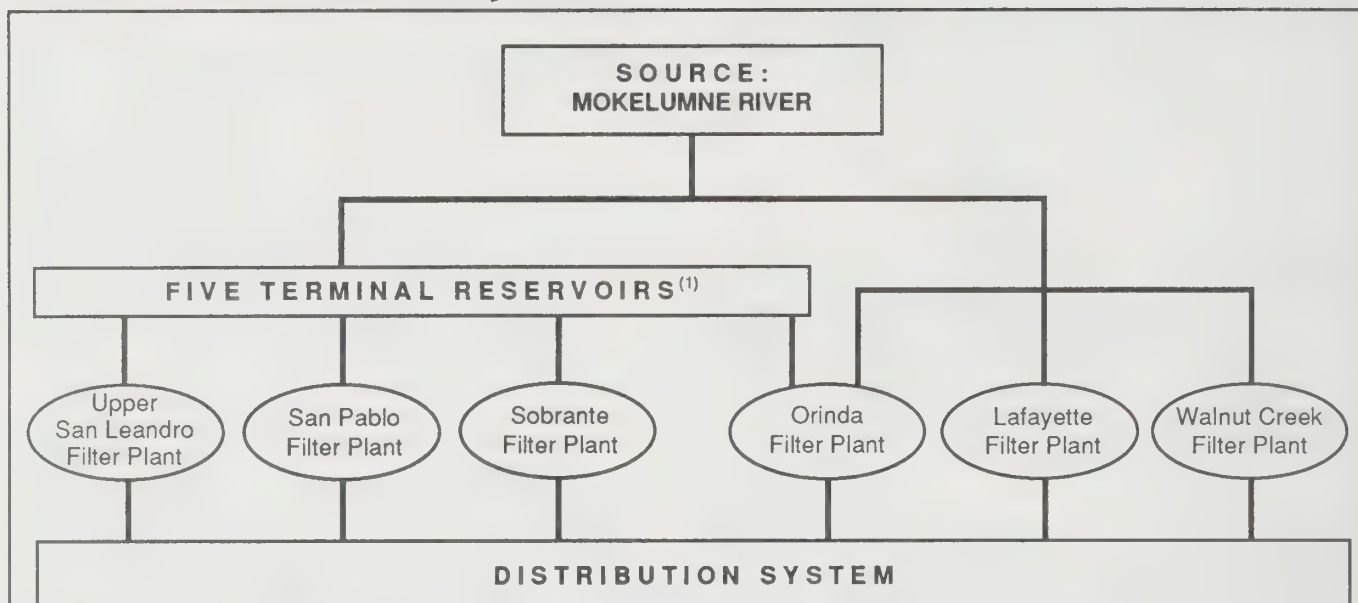 SOURCE:
MOKELUMNE RIVER
FIVE TERMINAL RESERVOIRS(1)
Upper
San Leandro
Filter Plant
San Pablo
Filter Plant
Sobrante
Filter Plant
Orinda
Filter Plant
Lafayette
Filter Plant
Walnut Creek
Filter Plant
DISTRIBUTION SYSTEM